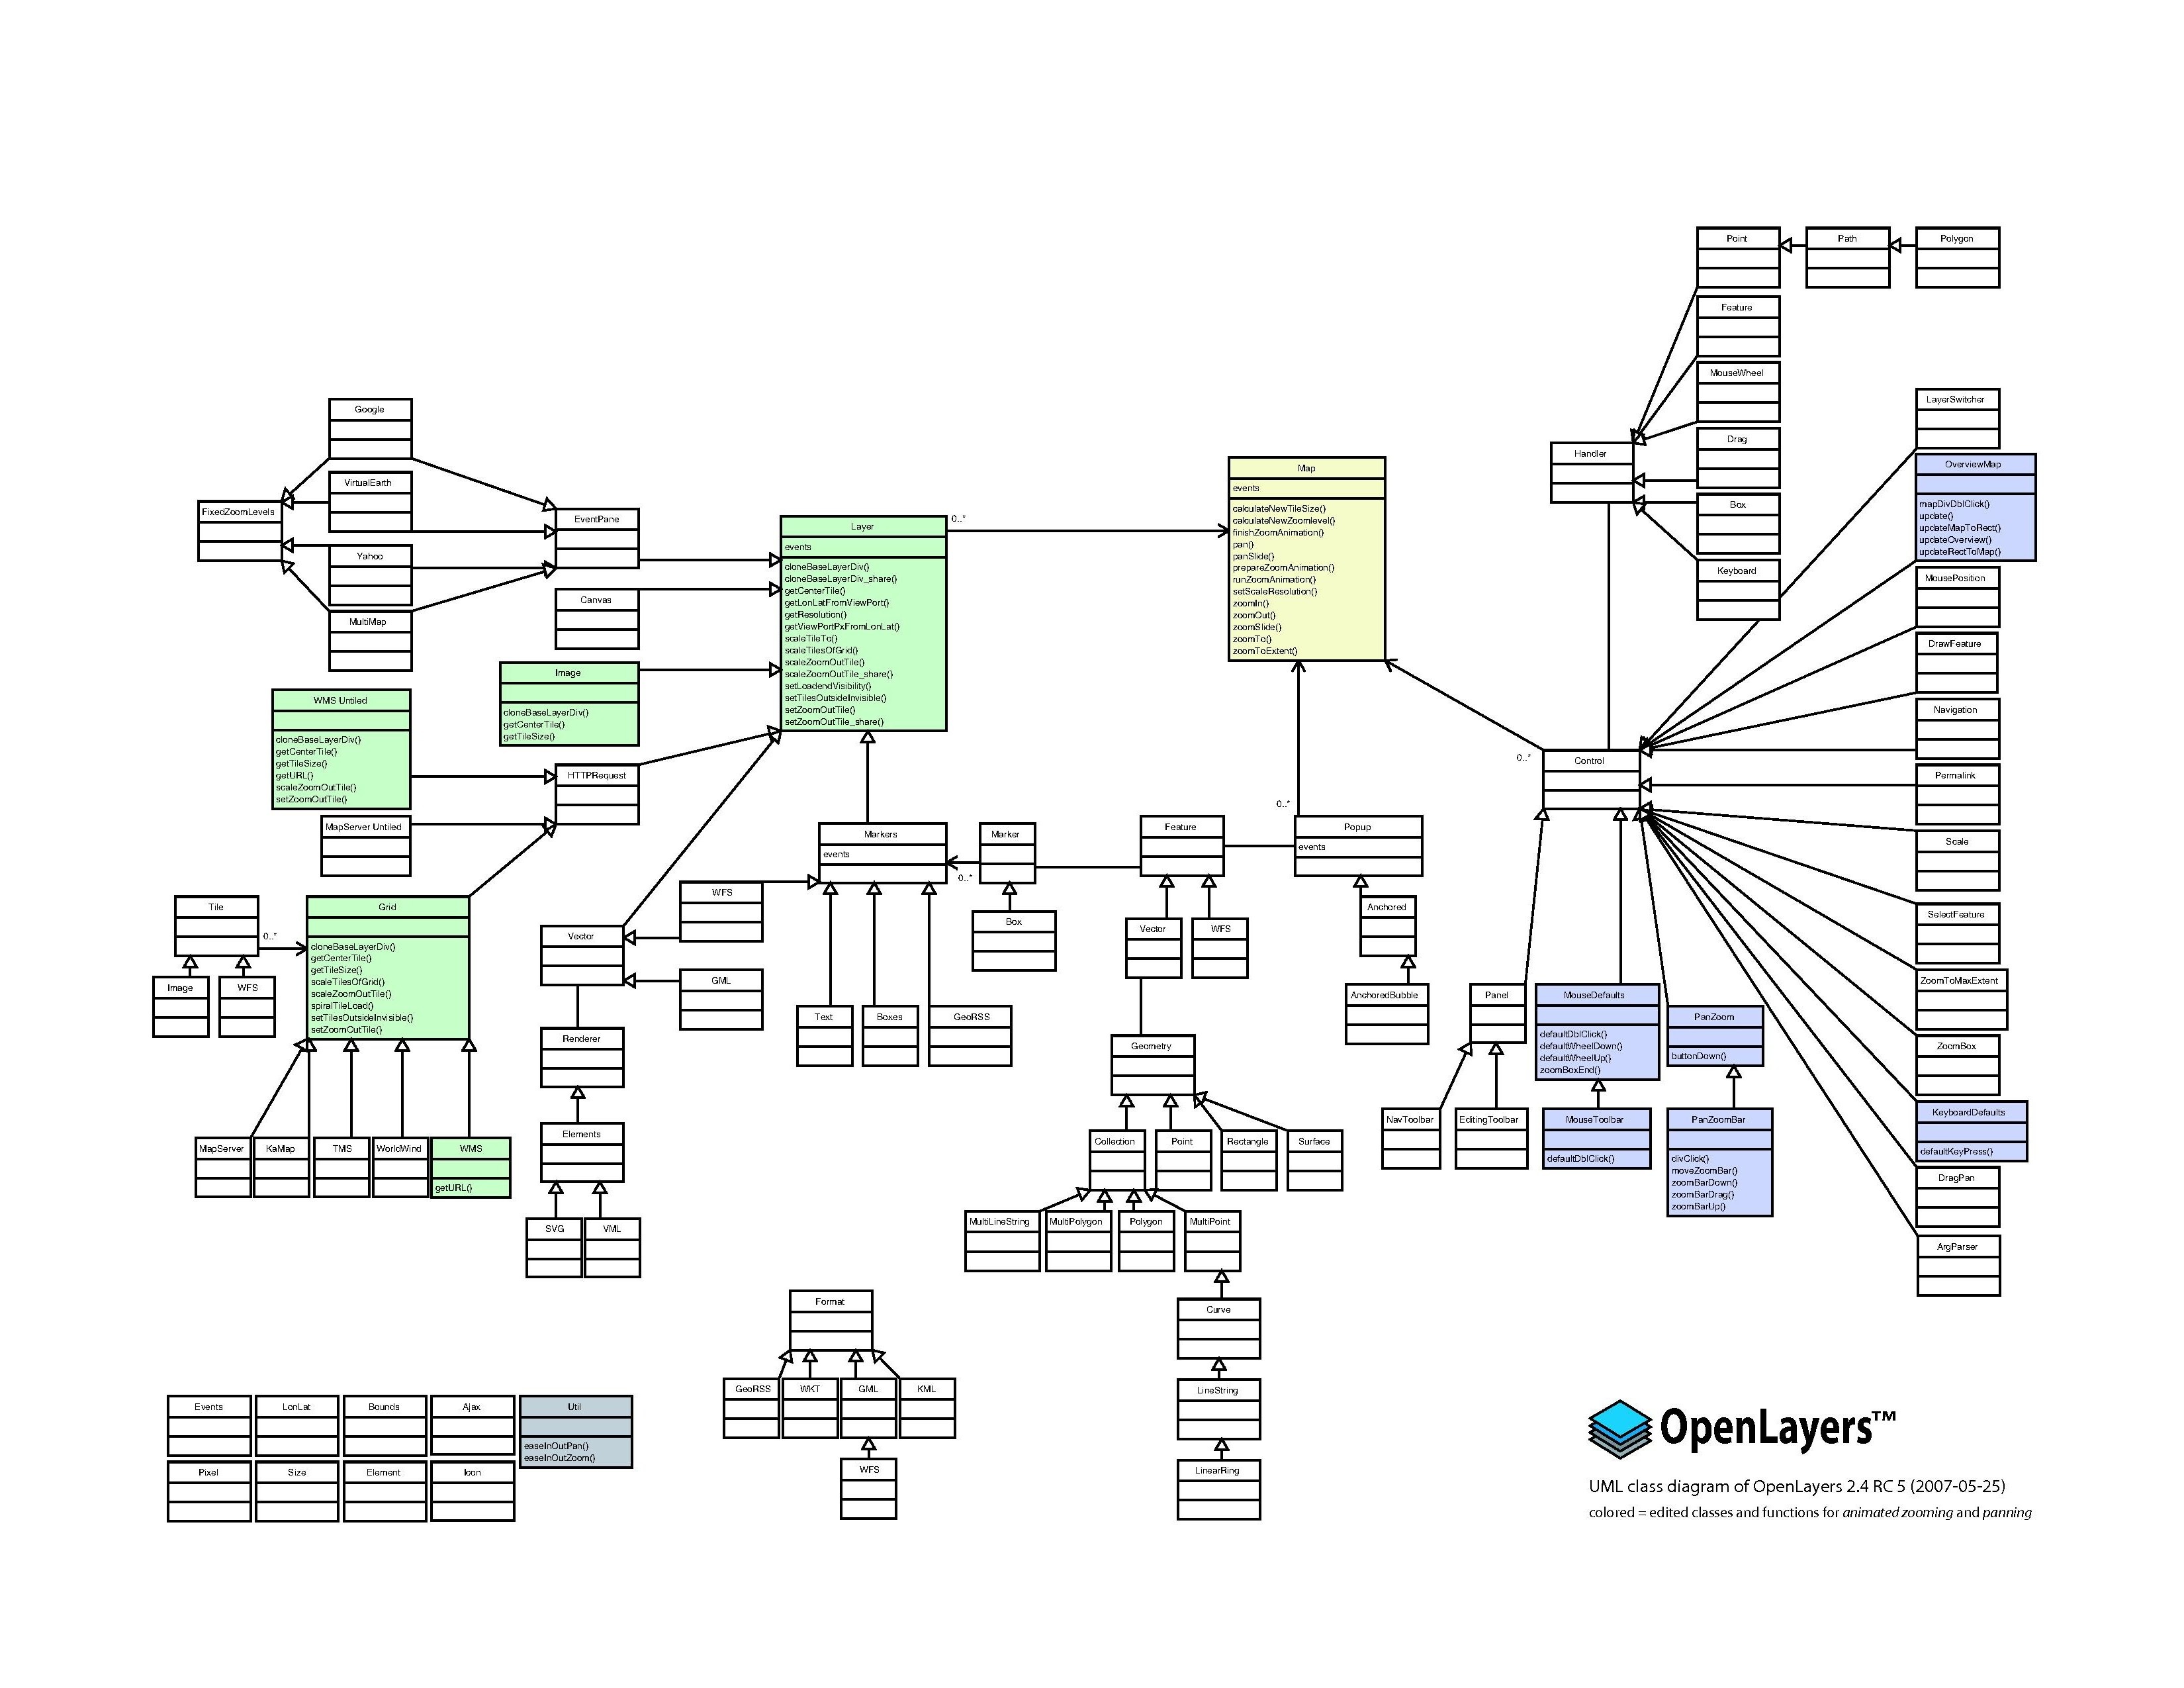 Point
Path
Polygon
Feature
MouseWheel
Drag
Handler
Box
Keyboard
LayerSwitcher
OverviewMap
mapDivDblClick()
update()
updateMapToRect()
updateOverview()
updateRectToMap()
MousePosition
DrawFeature
Navigation
Permalink
Scale
SelectFeature
ZoomToMaxExtent
ZoomBox
KeyboardDefaults
defaultKeyPress()
DragPan
ArgParser
Google
VirtualEarth
FixedZoomLevels
Yahoo
MultiMap
EventPane
Canvas
Image
cloneBaseLayerDiv()
getCenterTile()
getTileSize()
WMS Untiled
cloneBaseLayerDiv()
getCenterTile()
getTileSize()
getURL()
scaleZoomOutTile()
setZoomOutTile()
HTTPRequest
MapServer Untiled
Layer
events
cloneBaseLayerDiv()
cloneBaseLayerDiv_share()
getCenterTile()
getLonLatFromViewPort()
getResolution()
getViewPortPxFromLonLat()
scaleTileTo()
scaleTilesOfGrid()
scaleZoomOutTile()
scaleZoomOutTile_share()
setLoadendVisibility()
setTilesOutsideInvisible()
setZoomOutTile()
setZoomOutTile_share()
0..*
Map
events
calculateNewTileSize()
calculateNewZoomlevel()
finishZoomAnimation()
pan()
panSlide()
prepareZoomAnimation()
runZoomAnimation()
setScaleResolution()
zoomIn()
zoomOut()
zoomSlide()
zoomTo()
zoomToExtent()
0..*
Control
0..*
Markers
events
Marker
0..*
Feature
Popup
events
Tile
0..*
Grid
cloneBaseLayerDiv()
getCenterTile()
getTileSize()
scaleTilesOfGrid()
scaleZoomOutTile()
spiralTileLoad()
setTilesOutsideInvisible()
setZoomOutTile()
Image
WFS
MapServer
KaMap
TMS
WorldWind
WMS
getURL()
Vector
WFS
GML
Renderer
Elements
SVG
VML
Text
Boxes
GeoRSS
Box
Vector
WFS
Anchored
AnchoredBubble
Geometry
Collection
Point
Rectangle
Surface
MultiLineString
MultiPolygon
Polygon
MultiPoint
Curve
LineString
LinearRing
Panel
NavToolbar
EditingToolbar
MouseDefaults
defaultDblClick()
defaultWheelDown()
defaultWheelUp()
zoomBoxEnd()
MouseToolbar
defaultDblClick()
PanZoom
buttonDown()
PanZoomBar
divClick()
moveZoomBar()
zoomBarDown()
zoomBarDrag()
zoomBarUp()
Format
GeoRSS
WKT
GML
KML
WFS
Events
LonLat
Bounds
Ajax
Util
easeInOutPan()
easeInOutZoom()
Pixel
Size
Element
Icon
OpenLayers™
UML class diagram of OpenLayers 2.4 RC 5 (2007-05-25)
colored = edited classes and functions for animated zooming and panning